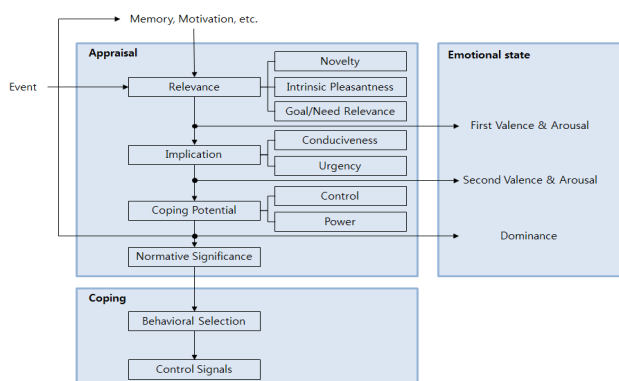 Memory, Motivation, etc.
Appraisal
Emotional state
Novelty
Event
Relevance
Intrinsic Pleasantness
Goal/Need Relevance
First Valence & Arousal
Conduciveness
Implication
Urgency
Second Valence & Arousal
Control
Coping Potential
Power
Dominance
Normative Significance
Coping
Behavioral Selection
Control Signals